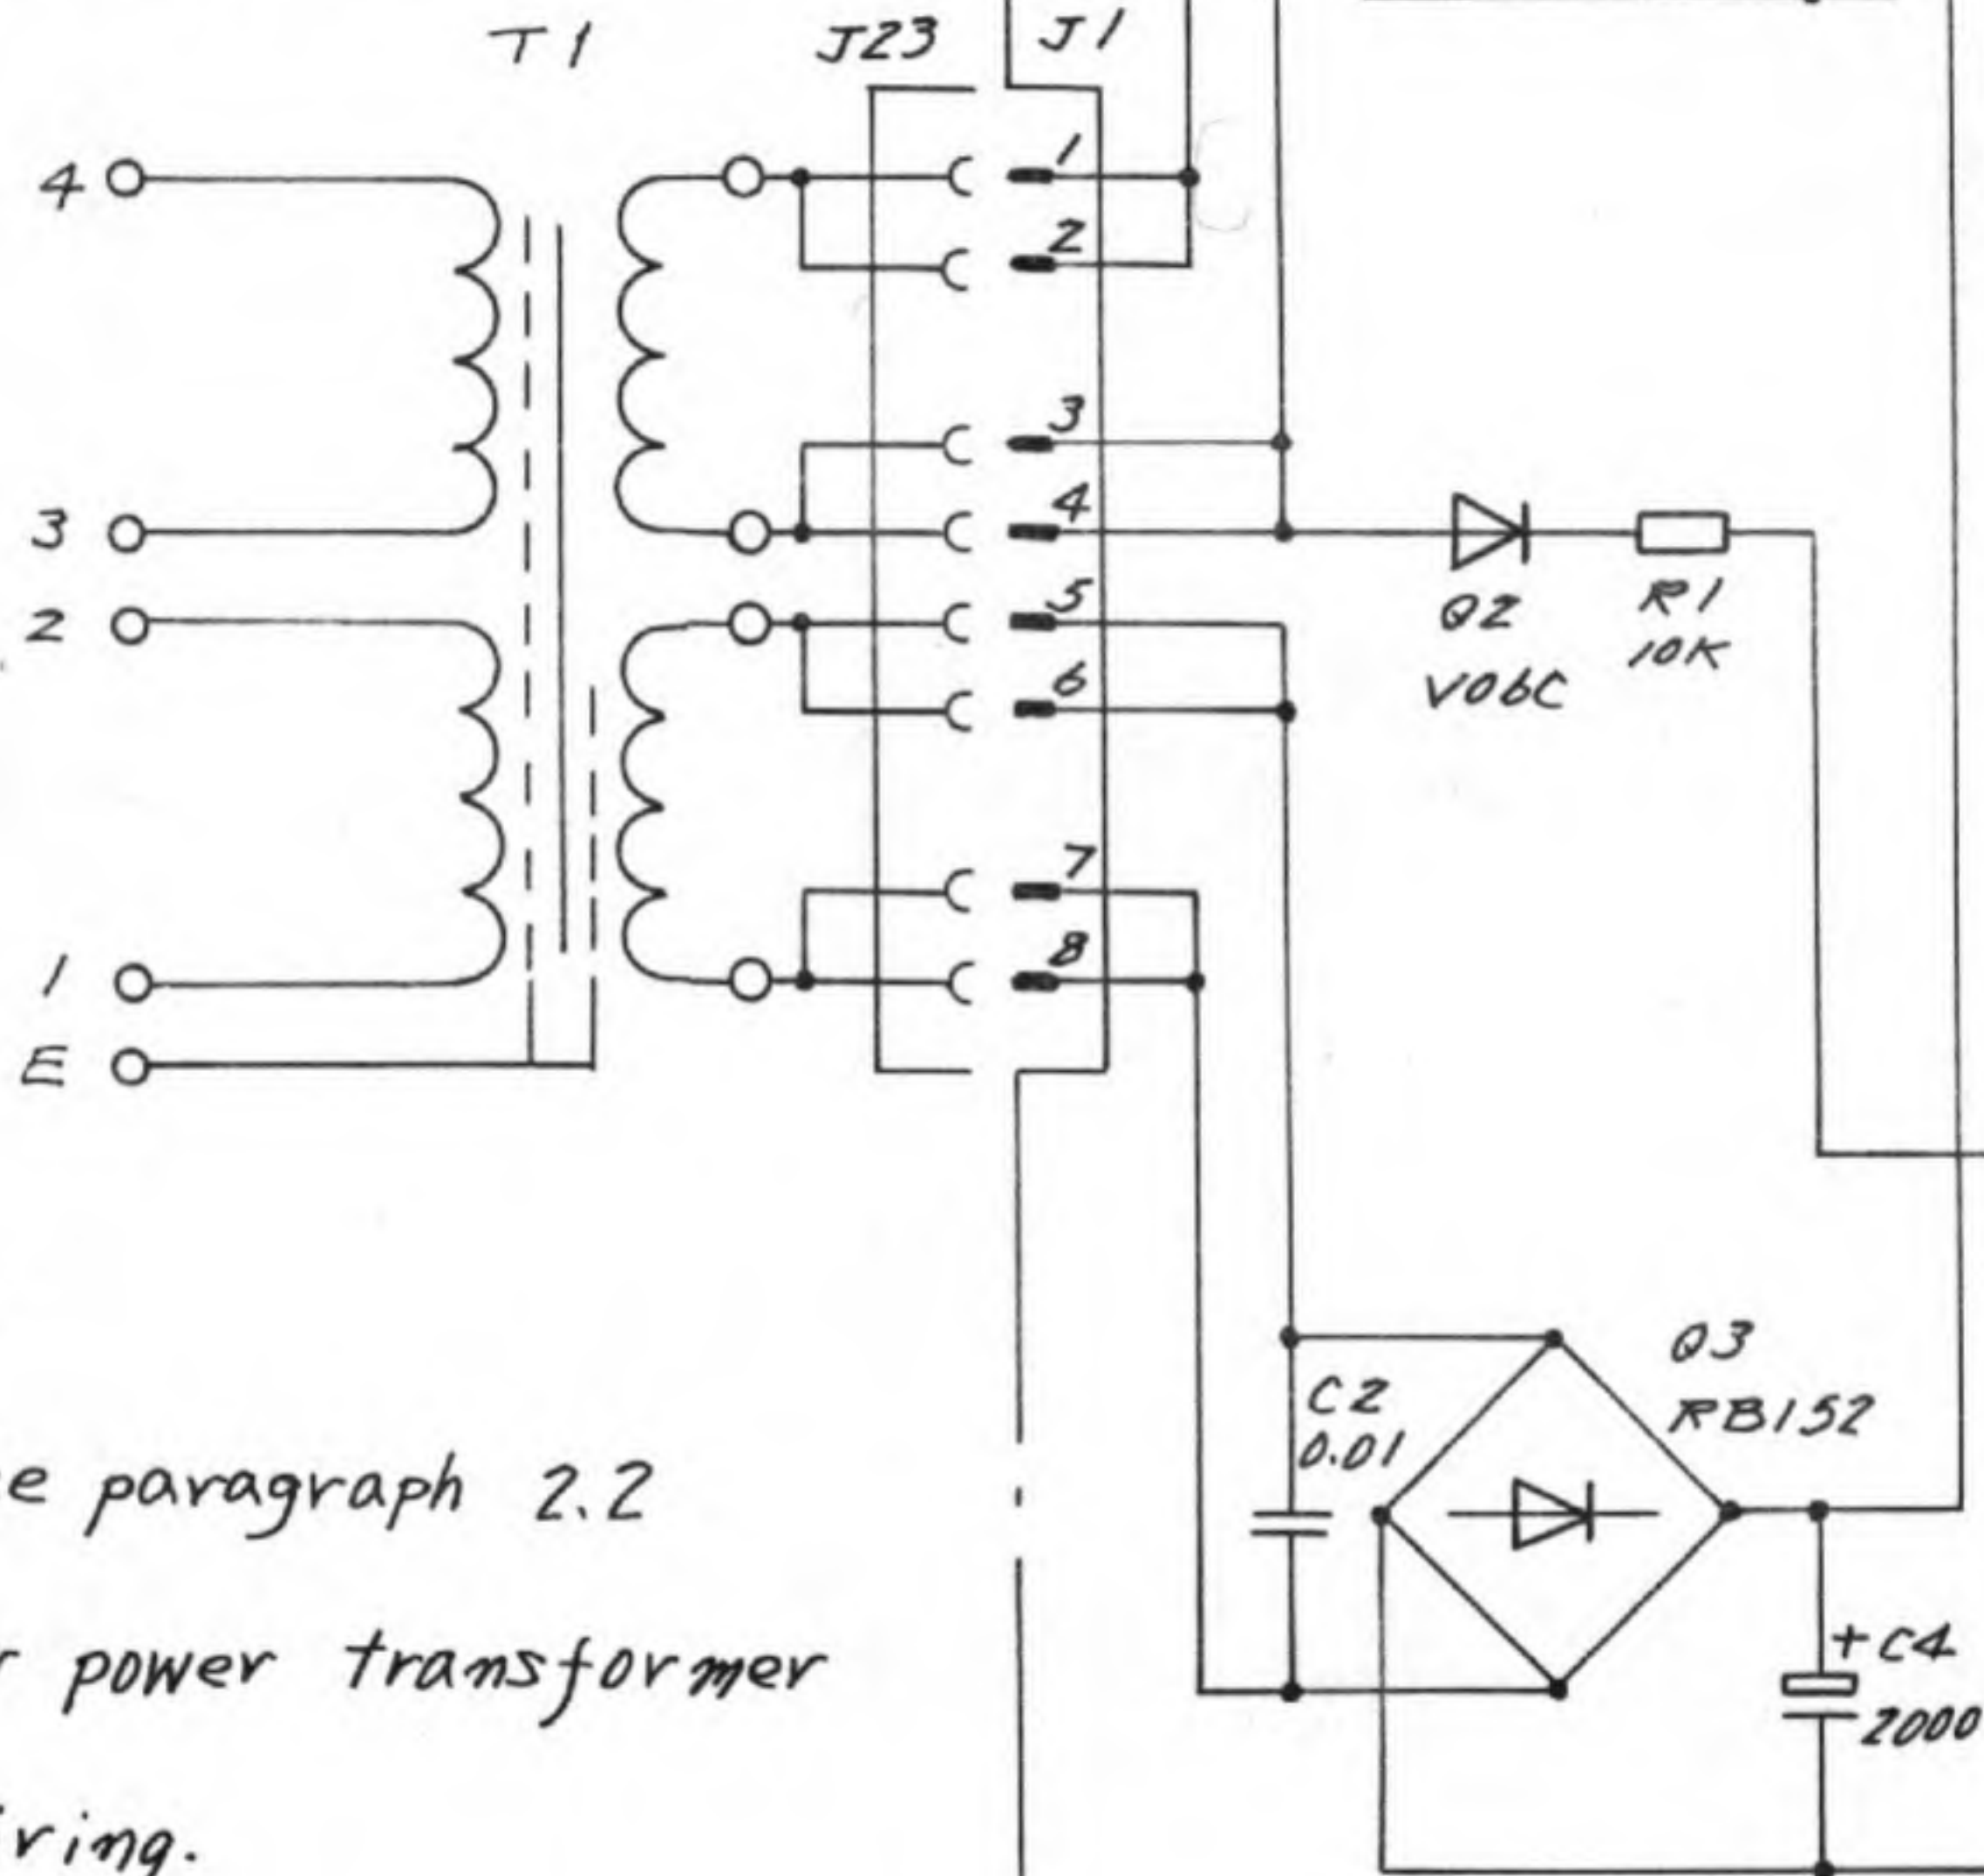 T1
J23
J1
4
3
2
1
E
1
2
3
4
5
6
7
8
Q2
V06C
R1
10K
C2
0.01
Q3
RB152
+ C4
2000
paragraph 2.2
power transformer